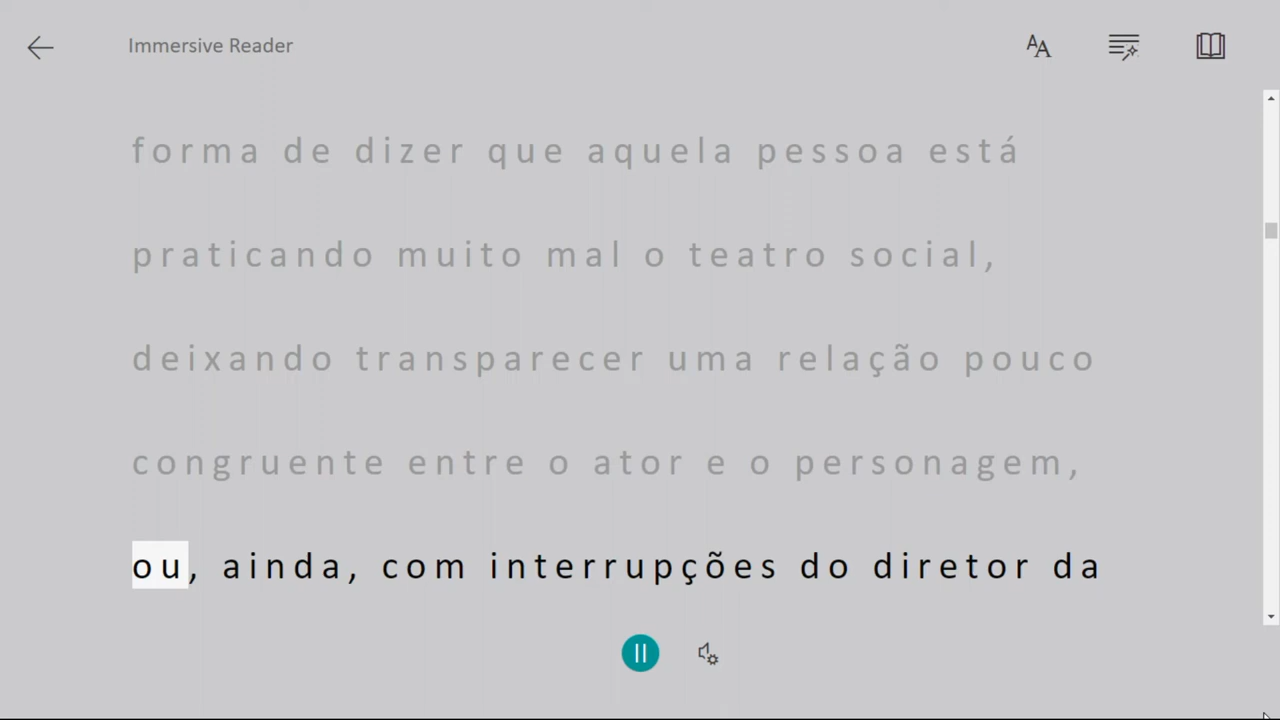 Immersive Reader
forma de dizer que aquela pessoa está
praticando muito mal o teatro social,
deixando transparecer uma relação pouco
congruente entre o ator e o personagem,
ou, ainda, com interrupções do diretor da